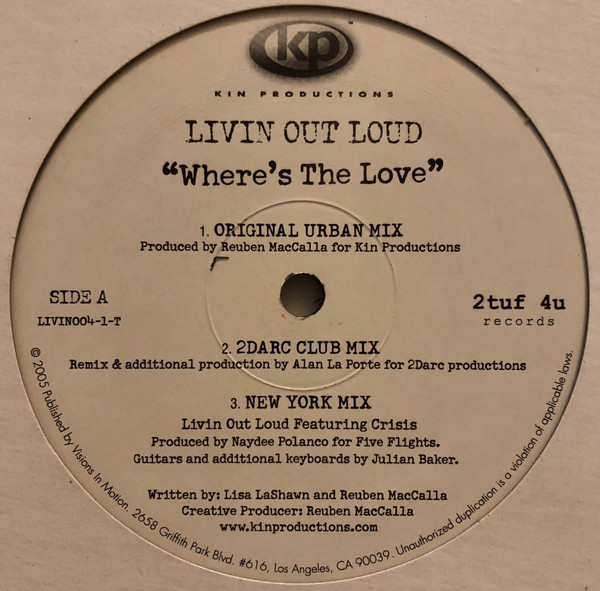 kp
KIN PRODUCTIONS
LIVIN OUT LOUD
“Where’s The Love”
1. ORIGINAL URBAN MIX
Produced by Reuben MacCalla for Kin Productions
SIDE A
LIVIN004-1-T
2tuf 4u
records
2. 2DARC CLUB MIX
Remix & additional production by Alan La Porte for 2Darc productions
3. NEW YORK MIX
Livin Out Loud Featuring Crisis
Produced by Naydee Polanco for Five Flights.
Guitars and additional keyboards by Julian Baker.
Written by: Lisa LaShawn and Reuben MacCalla
Creative Producer: Reuben MacCalla
www.kinproductions.com
© 2005 Published by Visions In Motion. 2658 Griffith Park Blvd. #616, Los Angeles, CA 90039. Unauthorized duplication is a violation of applicable laws.